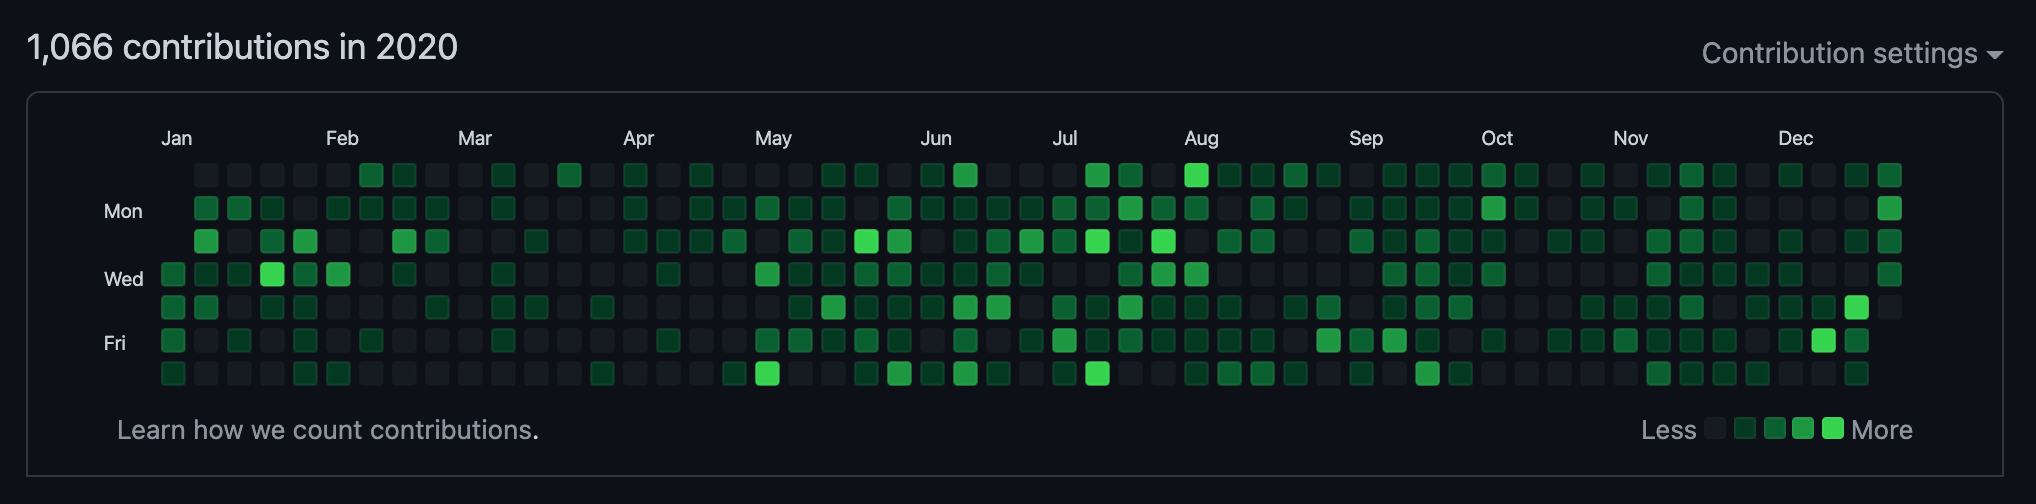 1,066 contributions in 2020
Contribution settings
Jan Feb Mar Apr May Jun Jul Aug Sep Oct Nov Dec
Mon
Wed
Fri
Learn how we count contributions.
Less More